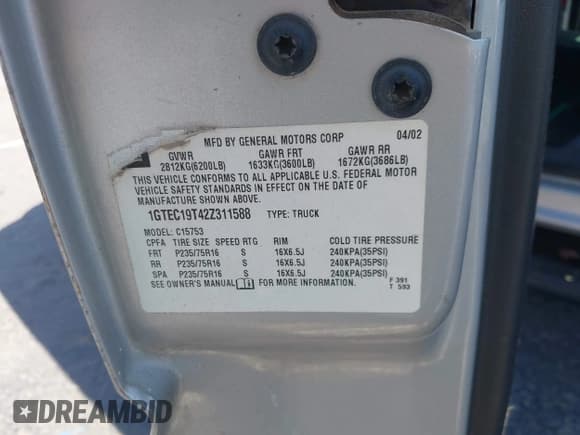 MFD BY GENERAL MOTORS CORP 04/02
GVWR GAWR FRT GAWR RR
2812KG(6200LB) 1633KG(3600LB) 1672KG(3686LB)
THIS VEHICLE CONFORMS TO ALL APPLICABLE U.S. FEDERAL MOTOR
VEHICLE SAFETY STANDARDS IN EFFECT ON THE DATE OF
MANUFACTURE SHOWN ABOVE.
1GTEC19T42Z311588 TYPE: TRUCK
MODEL: C15753
CPFA TIRE SIZE SPEED RTG RIM COLD TIRE PRESSURE
FRT P235/75R16 S 16X6.5J 240KPA(35PSI)
RR P235/75R16 S 16X6.5J 240KPA(35PSI)
SPA P235/75R16 S 16X6.5J 240KPA(35PSI)
SEE OWNER'S MANUAL FOR MORE INFORMATION. F 391
T 593
DREAMBID